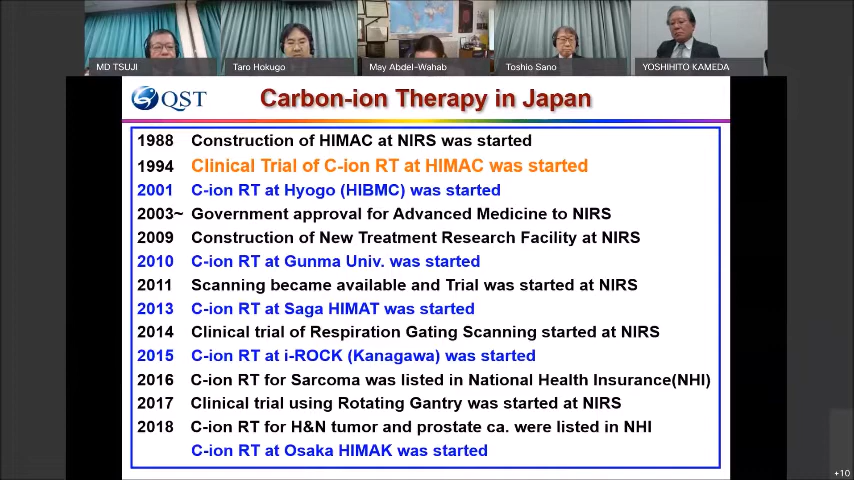 MD TSUJI
Taro Hokugo
May Abdel-Wahab
Toshio Sano
YOSHIHITO KAMEDA
QST
Carbon-ion Therapy in Japan
1988 Construction of HIMAC at NIRS was started
1994 Clinical Trial of C-ion RT at HIMAC was started
2001 C-ion RT at Hyogo (HIBMC) was started
2003~ Government approval for Advanced Medicine to NIRS
2009 Construction of New Treatment Research Facility at NIRS
2010 C-ion RT at Gunma Univ. was started
2011 Scanning became available and Trial was started at NIRS
2013 C-ion RT at Saga HIMAT was started
2014 Clinical trial of Respiration Gating Scanning started at NIRS
2015 C-ion RT at i-ROCK (Kanagawa) was started
2016 C-ion RT for Sarcoma was listed in National Health Insurance(NHI)
2017 Clinical trial using Rotating Gantry was started at NIRS
2018 C-ion RT for H&N tumor and prostate ca. were listed in NHI
C-ion RT at Osaka HIMAK was started
+10